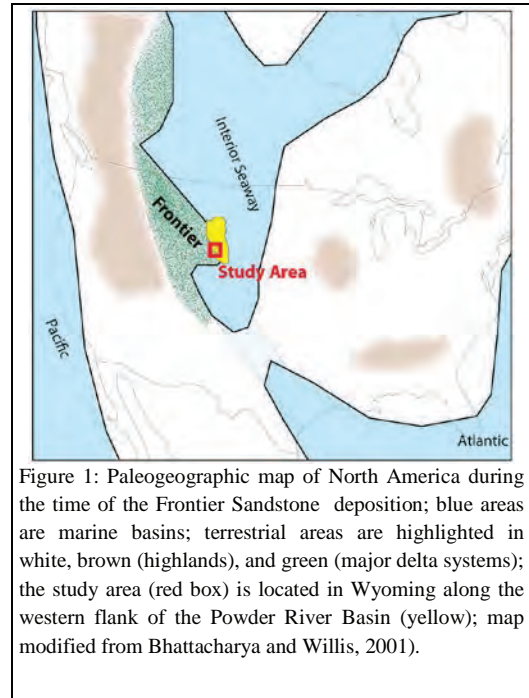 Interior Seaway
Frontier
Study Area
Pacific
Atlantic
Figure 1: Paleogeographic map of North America during
the time of the Frontier Sandstone deposition; blue areas
are marine basins; terrestrial areas are highlighted in
white, brown (highlands), and green (major delta systems);
the study area (red box) is located in Wyoming along the
western flank of the Powder River Basin (yellow); map
modified from Bhattacharya and Willis, 2001).